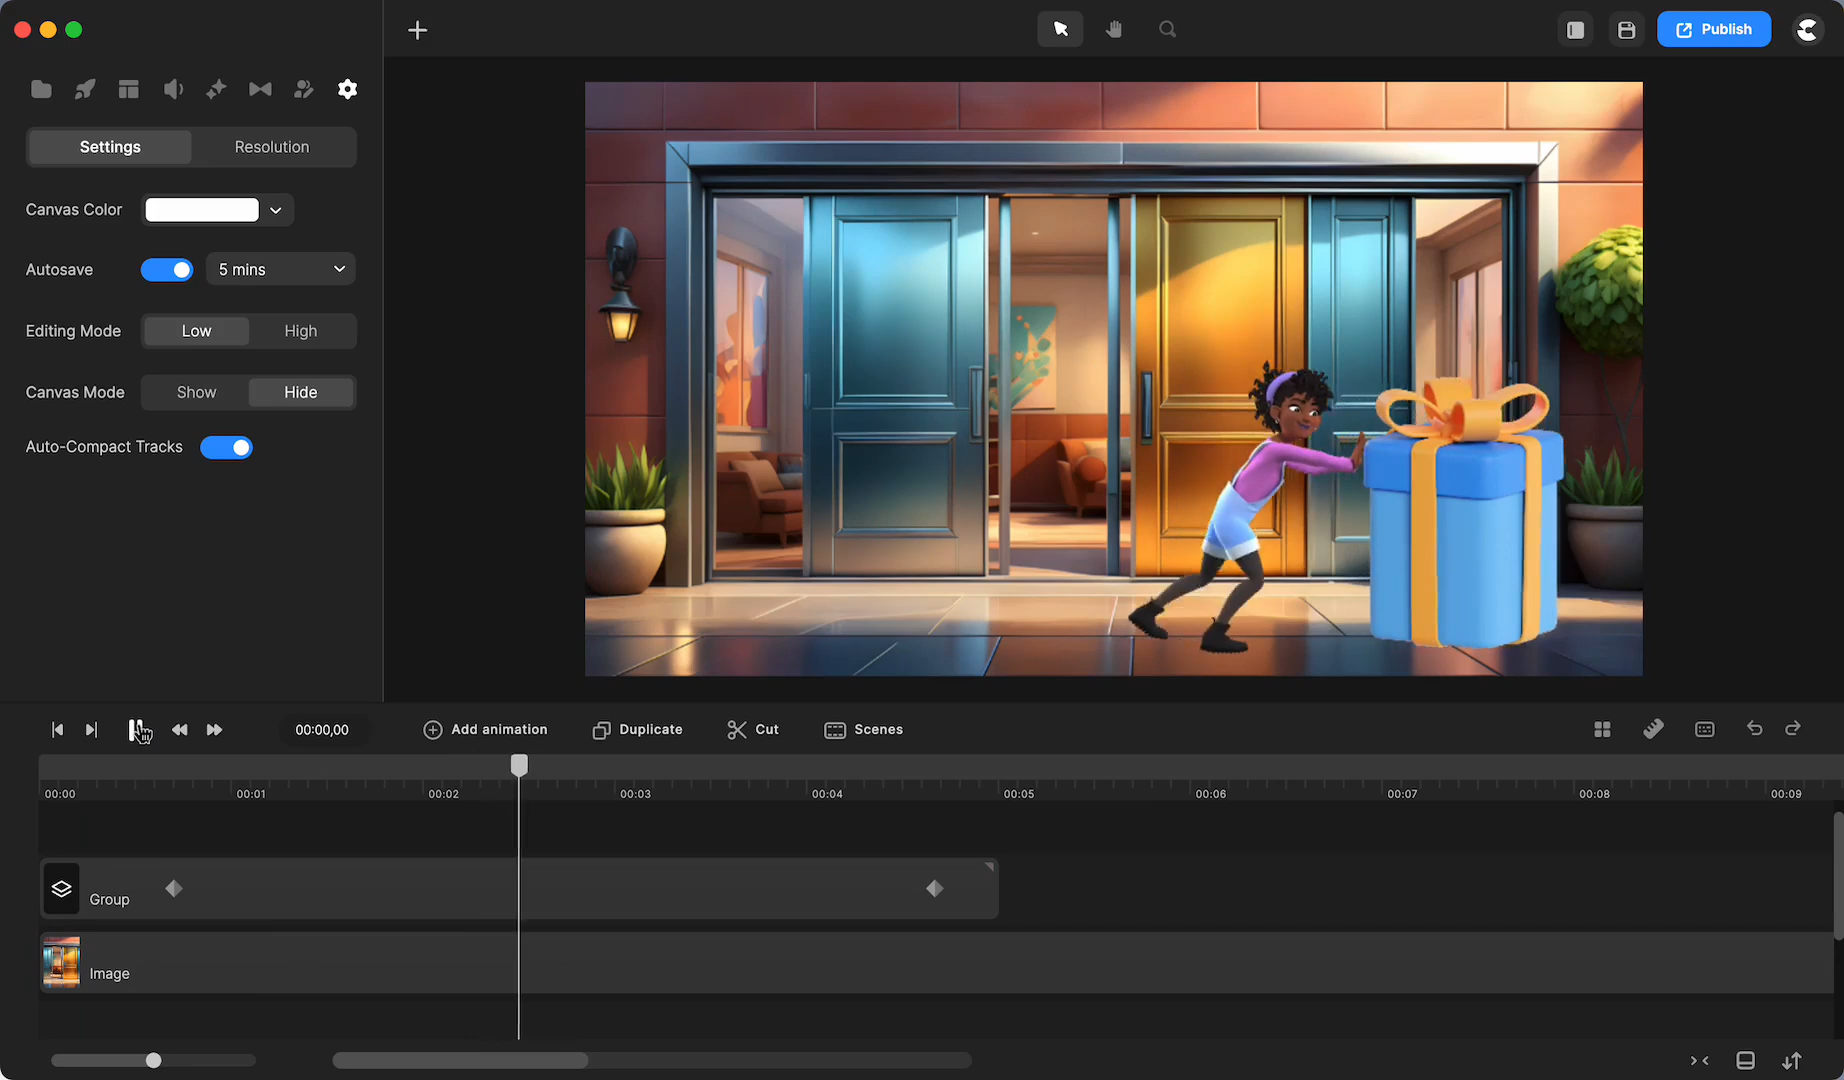 Publish
Settings
Resolution
Canvas Color
Autosave
5 mins
Editing Mode
Low
High
Canvas Mode
Show
Hide
Auto-Compact Tracks
00:00,00
Add animation
Duplicate
Cut
Scenes
00:00
00:01
00:02
00:03
00:04
00:05
00:06
00:07
00:08
00:09
Group
Image